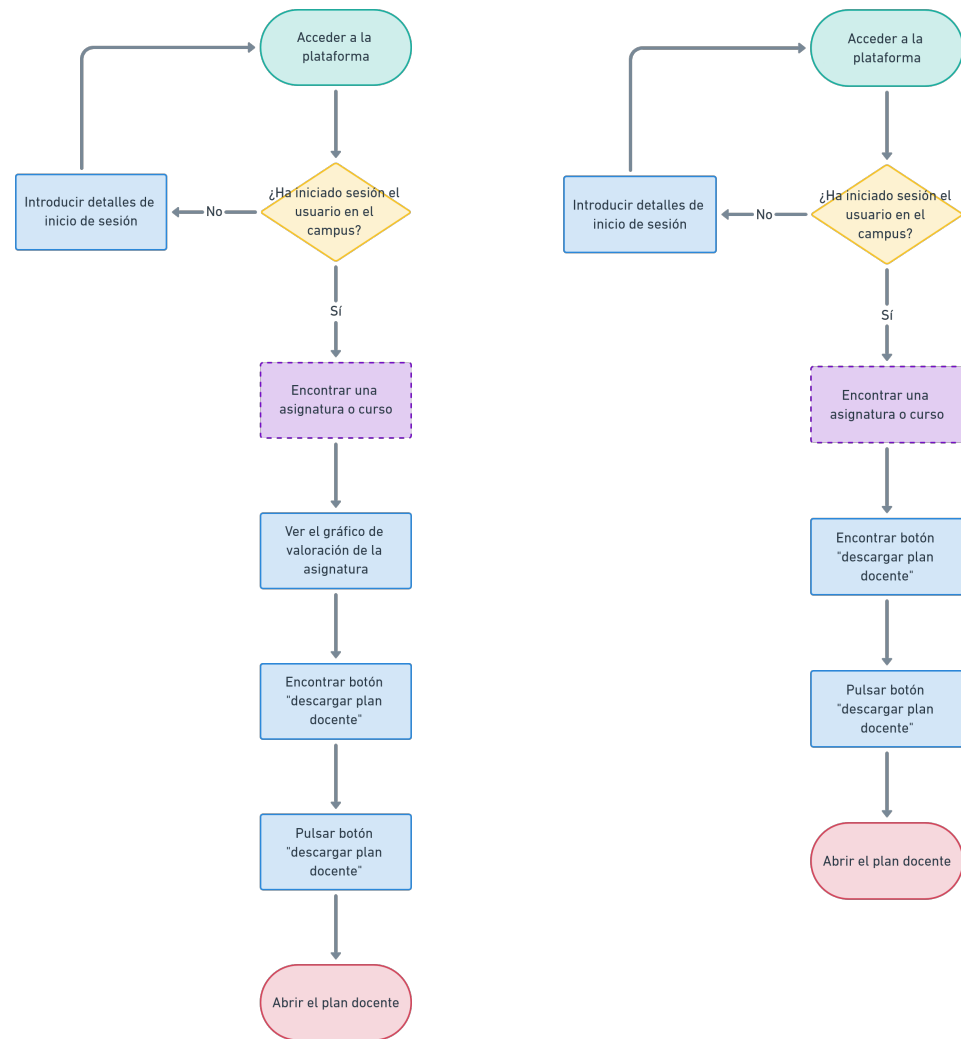 Acceder a la
plataforma
¿Ha iniciado sesión el
usuario en el
campus?
No
Introducir detalles de
inicio de sesión
Sí
Encontrar una
asignatura o curso
Ver el gráfico de
valoración de la
asignatura
Encontrar botón
"descargar plan
docente"
Pulsar botón
"descargar plan
docente"
Abrir el plan docente
Acceder a la
plataforma
¿Ha iniciado sesión el
usuario en el
campus?
No
Introducir detalles de
inicio de sesión
Sí
Encontrar una
asignatura o curso
Encontrar botón
"descargar plan
docente"
Pulsar botón
"descargar plan
docente"
Abrir el plan docente